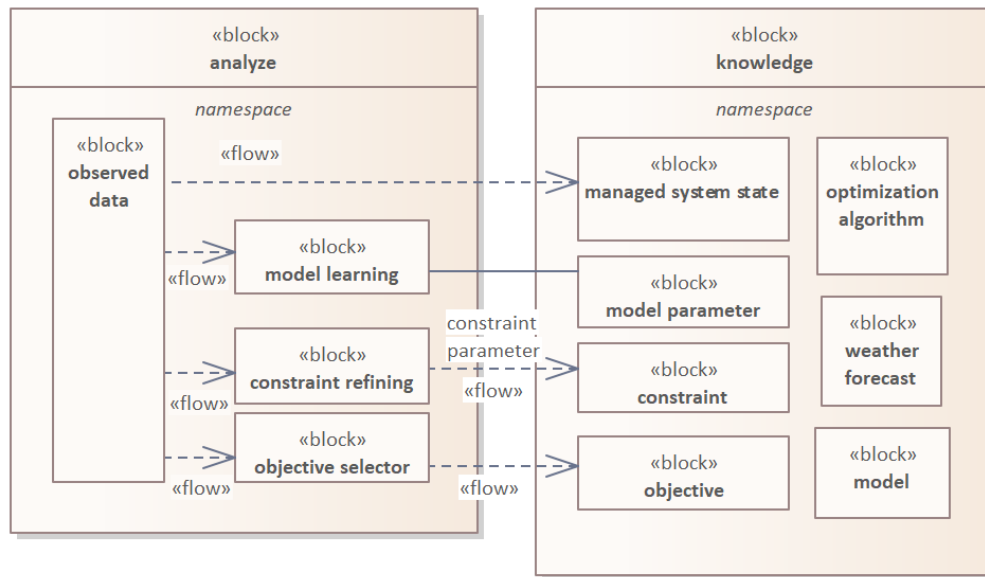 «block»
analyze
namespace
«block»
observed
data
«flow»
«flow»
«block»
model learning
«flow»
«block»
constraint refining
«flow»
«block»
objective selector
constraint
parameter
«flow»
«flow»
«block»
knowledge
namespace
«block»
managed system state
«block»
model parameter
«block»
constraint
«block»
objective
«block»
optimization
algorithm
«block»
weather
forecast
«block»
model